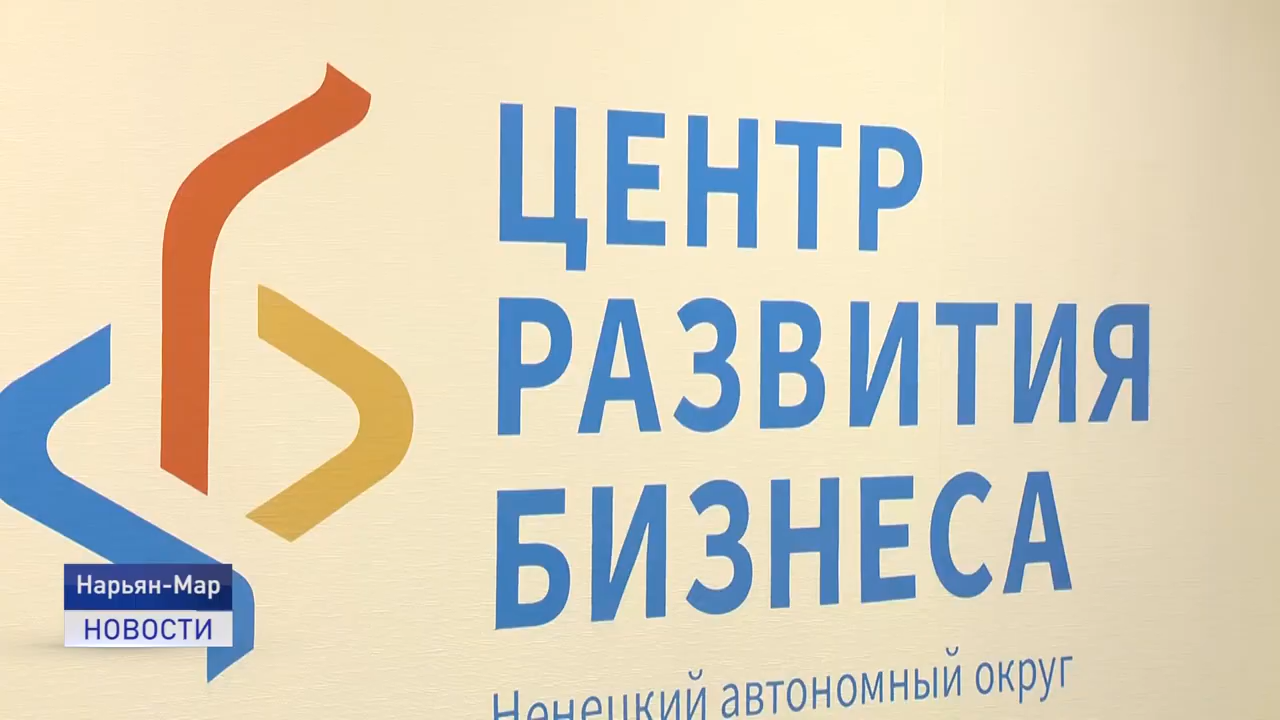 ЦЕНТР
РАЗВИТИЯ
БИЗНЕСА
Ненецкий автономный округ
Нарьян-Мар
НОВОСТИ